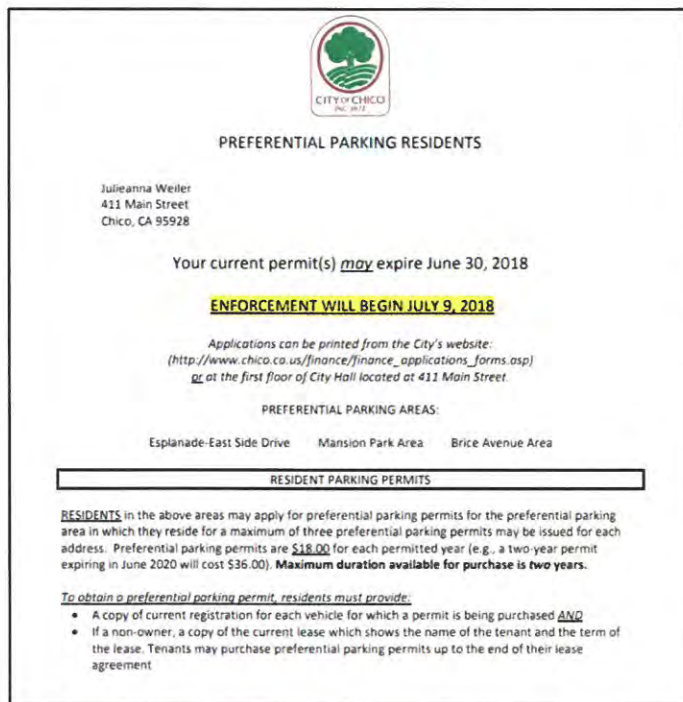 CITY OF CHICO
INC 1872
PREFERENTIAL PARKING RESIDENTS
Julieanna Weiler
411 Main Street
Chico, CA 95928
Your current permit(s) may expire June 30, 2018
ENFORCEMENT WILL BEGIN JULY 9, 2018
Applications can be printed from the City's website:
(http://www.chico.ca.us/finance/finance_applications_forms.asp)
or at the first floor of City Hall located at 411 Main Street.
PREFERENTIAL PARKING AREAS:
Esplanade-East Side Drive Mansion Park Area Brice Avenue Area
RESIDENT PARKING PERMITS
RESIDENTS in the above areas may apply for preferential parking permits for the preferential parking
area in which they reside for a maximum of three preferential parking permits may be issued for each
address. Preferential parking permits are $18.00 for each permitted year (e.g., a two-year permit
expiring in June 2020 will cost $36.00). Maximum duration available for purchase is two years.
To obtain a preferential parking permit, residents must provide:
• A copy of current registration for each vehicle for which a permit is being purchased AND
• If a non-owner, a copy of the current lease which shows the name of the tenant and the term of
the lease. Tenants may purchase preferential parking permits up to the end of their lease
agreement